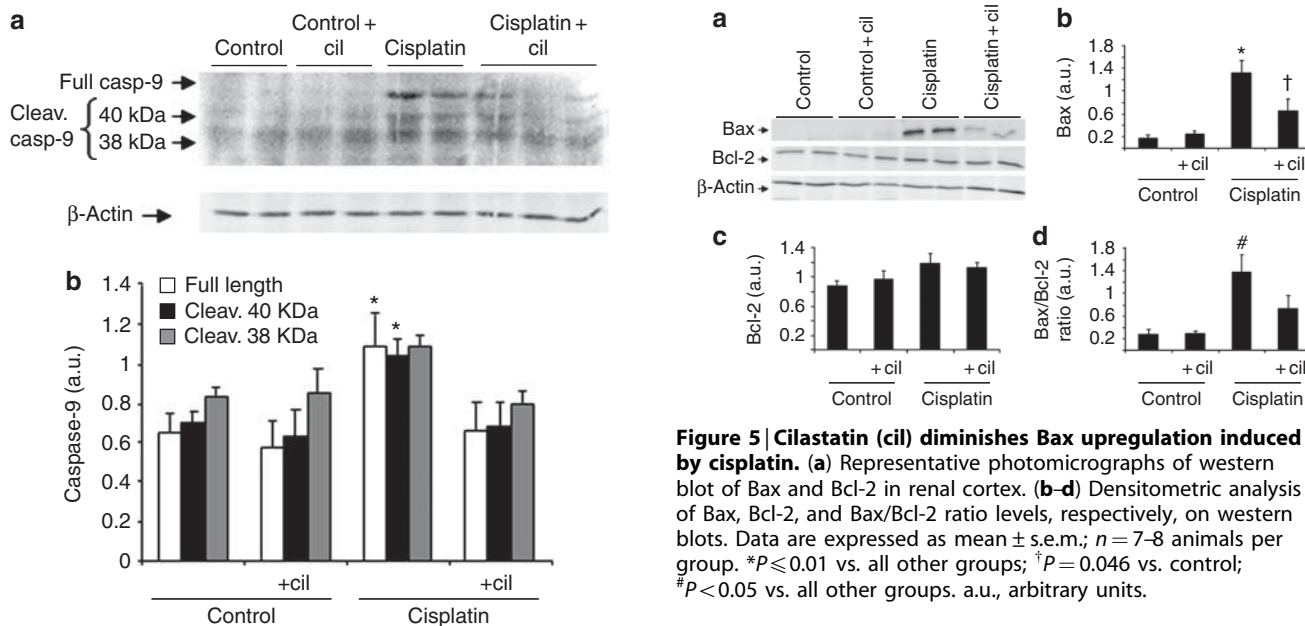 a
Control
Control +
cil
Cisplatin
Cisplatin +
cil
Full casp-9
Cleav.
casp-9
40 kDa
38 kDa
β-Actin
b
Caspase-9 (a.u.)
1.4
1.2
1.0
0.8
0.6
0.4
0.2
0
Full length
Cleav. 40 KDa
Cleav. 38 KDa
*
*
+cil
+cil
Control
Cisplatin
a
Control
Control + cil
Cisplatin
Cisplatin + cil
Bax
Bcl-2
β-Actin
b
Bax (a.u.)
1.8
1.4
1
0.6
0.2
*
†
+ cil
+ cil
Control
Cisplatin
c
Bcl-2 (a.u.)
1.4
1
0.6
0.2
+ cil
+ cil
Control
Cisplatin
d
Bax/Bcl-2
ratio (a.u.)
1.8
1.4
1
0.6
0.2
#
+ cil
+ cil
Control
Cisplatin
Figure 5 | Cilastatin (cil) diminishes Bax upregulation induced
by cisplatin. (a) Representative photomicrographs of western
blot of Bax and Bcl-2 in renal cortex. (b–d) Densitometric analysis
of Bax, Bcl-2, and Bax/Bcl-2 ratio levels, respectively, on western
blots. Data are expressed as mean ± s.e.m.; n = 7–8 animals per
group. *P ⩽ 0.01 vs. all other groups; †P = 0.046 vs. control;
#P < 0.05 vs. all other groups. a.u., arbitrary units.